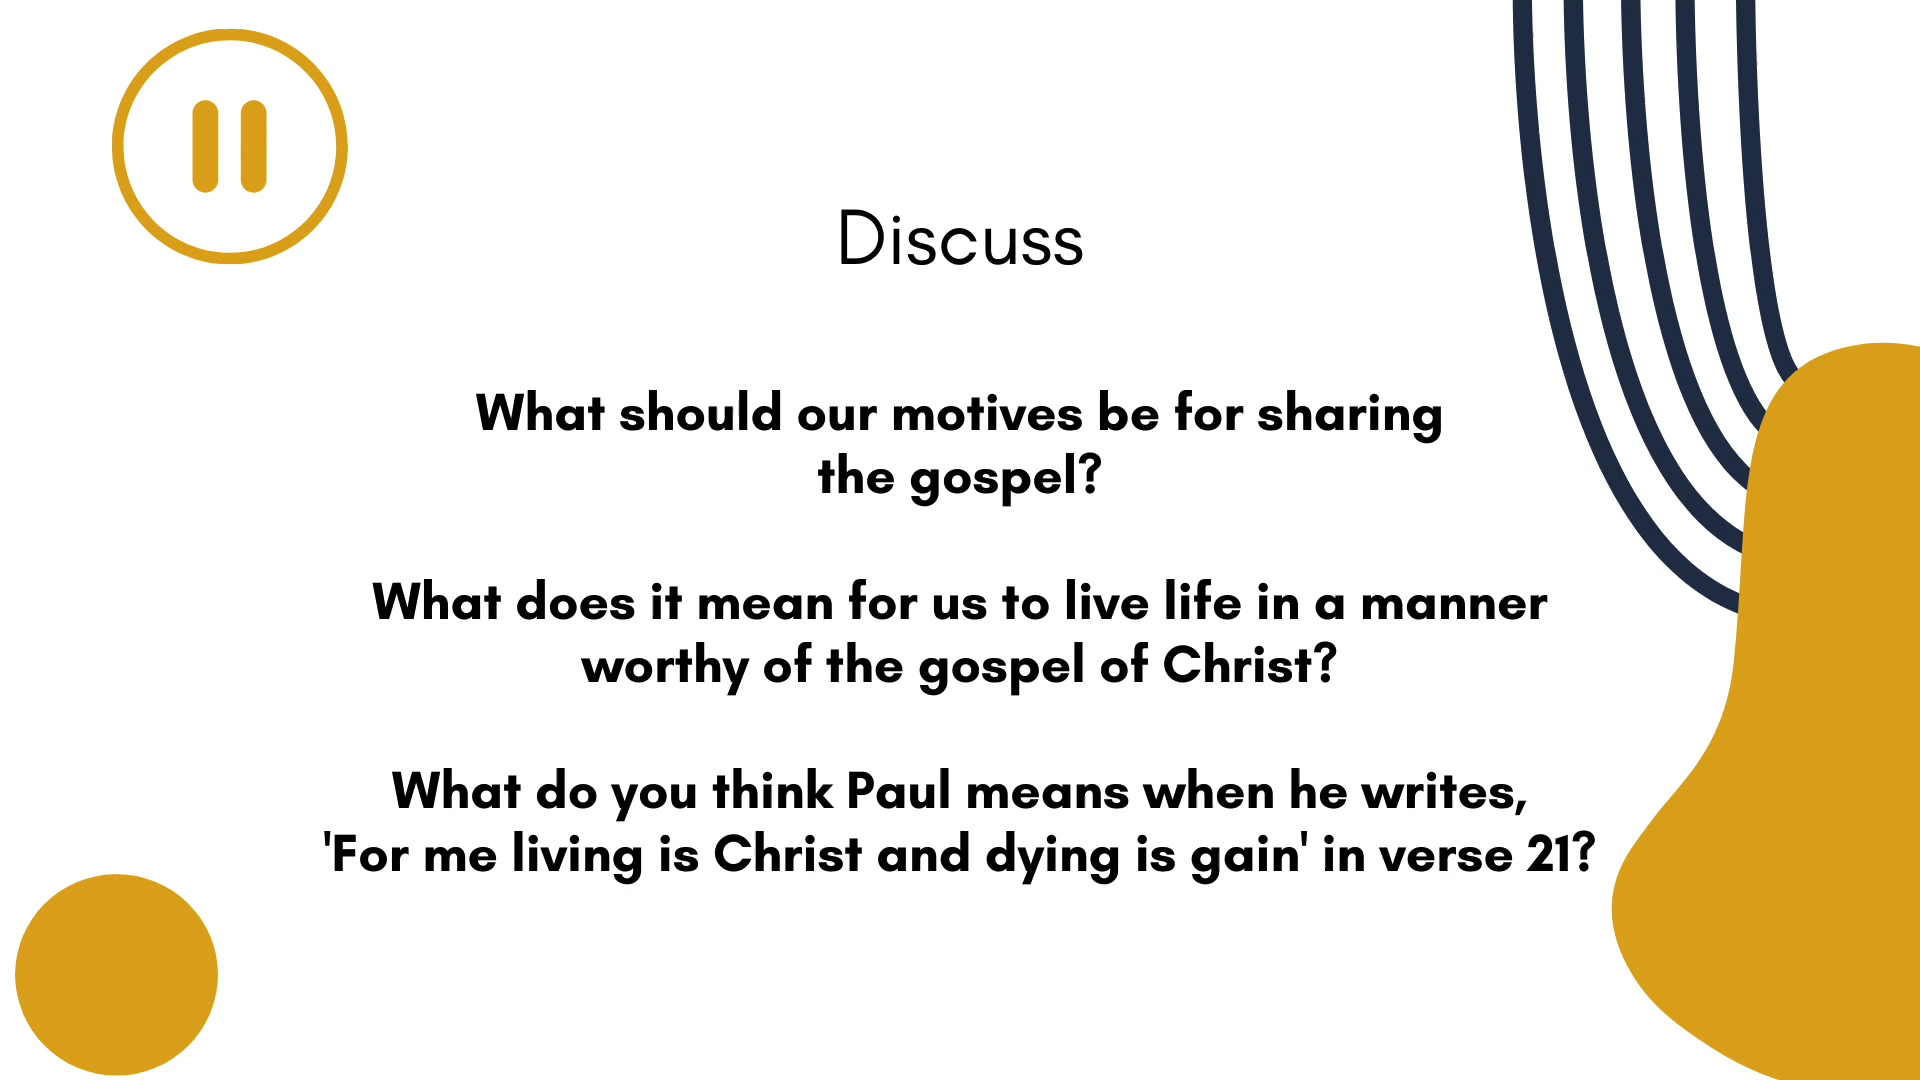 Discuss
What should our motives be for sharing
the gospel?
What does it mean for us to live life in a manner
worthy of the gospel of Christ?
What do you think Paul means when he writes,
'For me living is Christ and dying is gain' in verse 21?